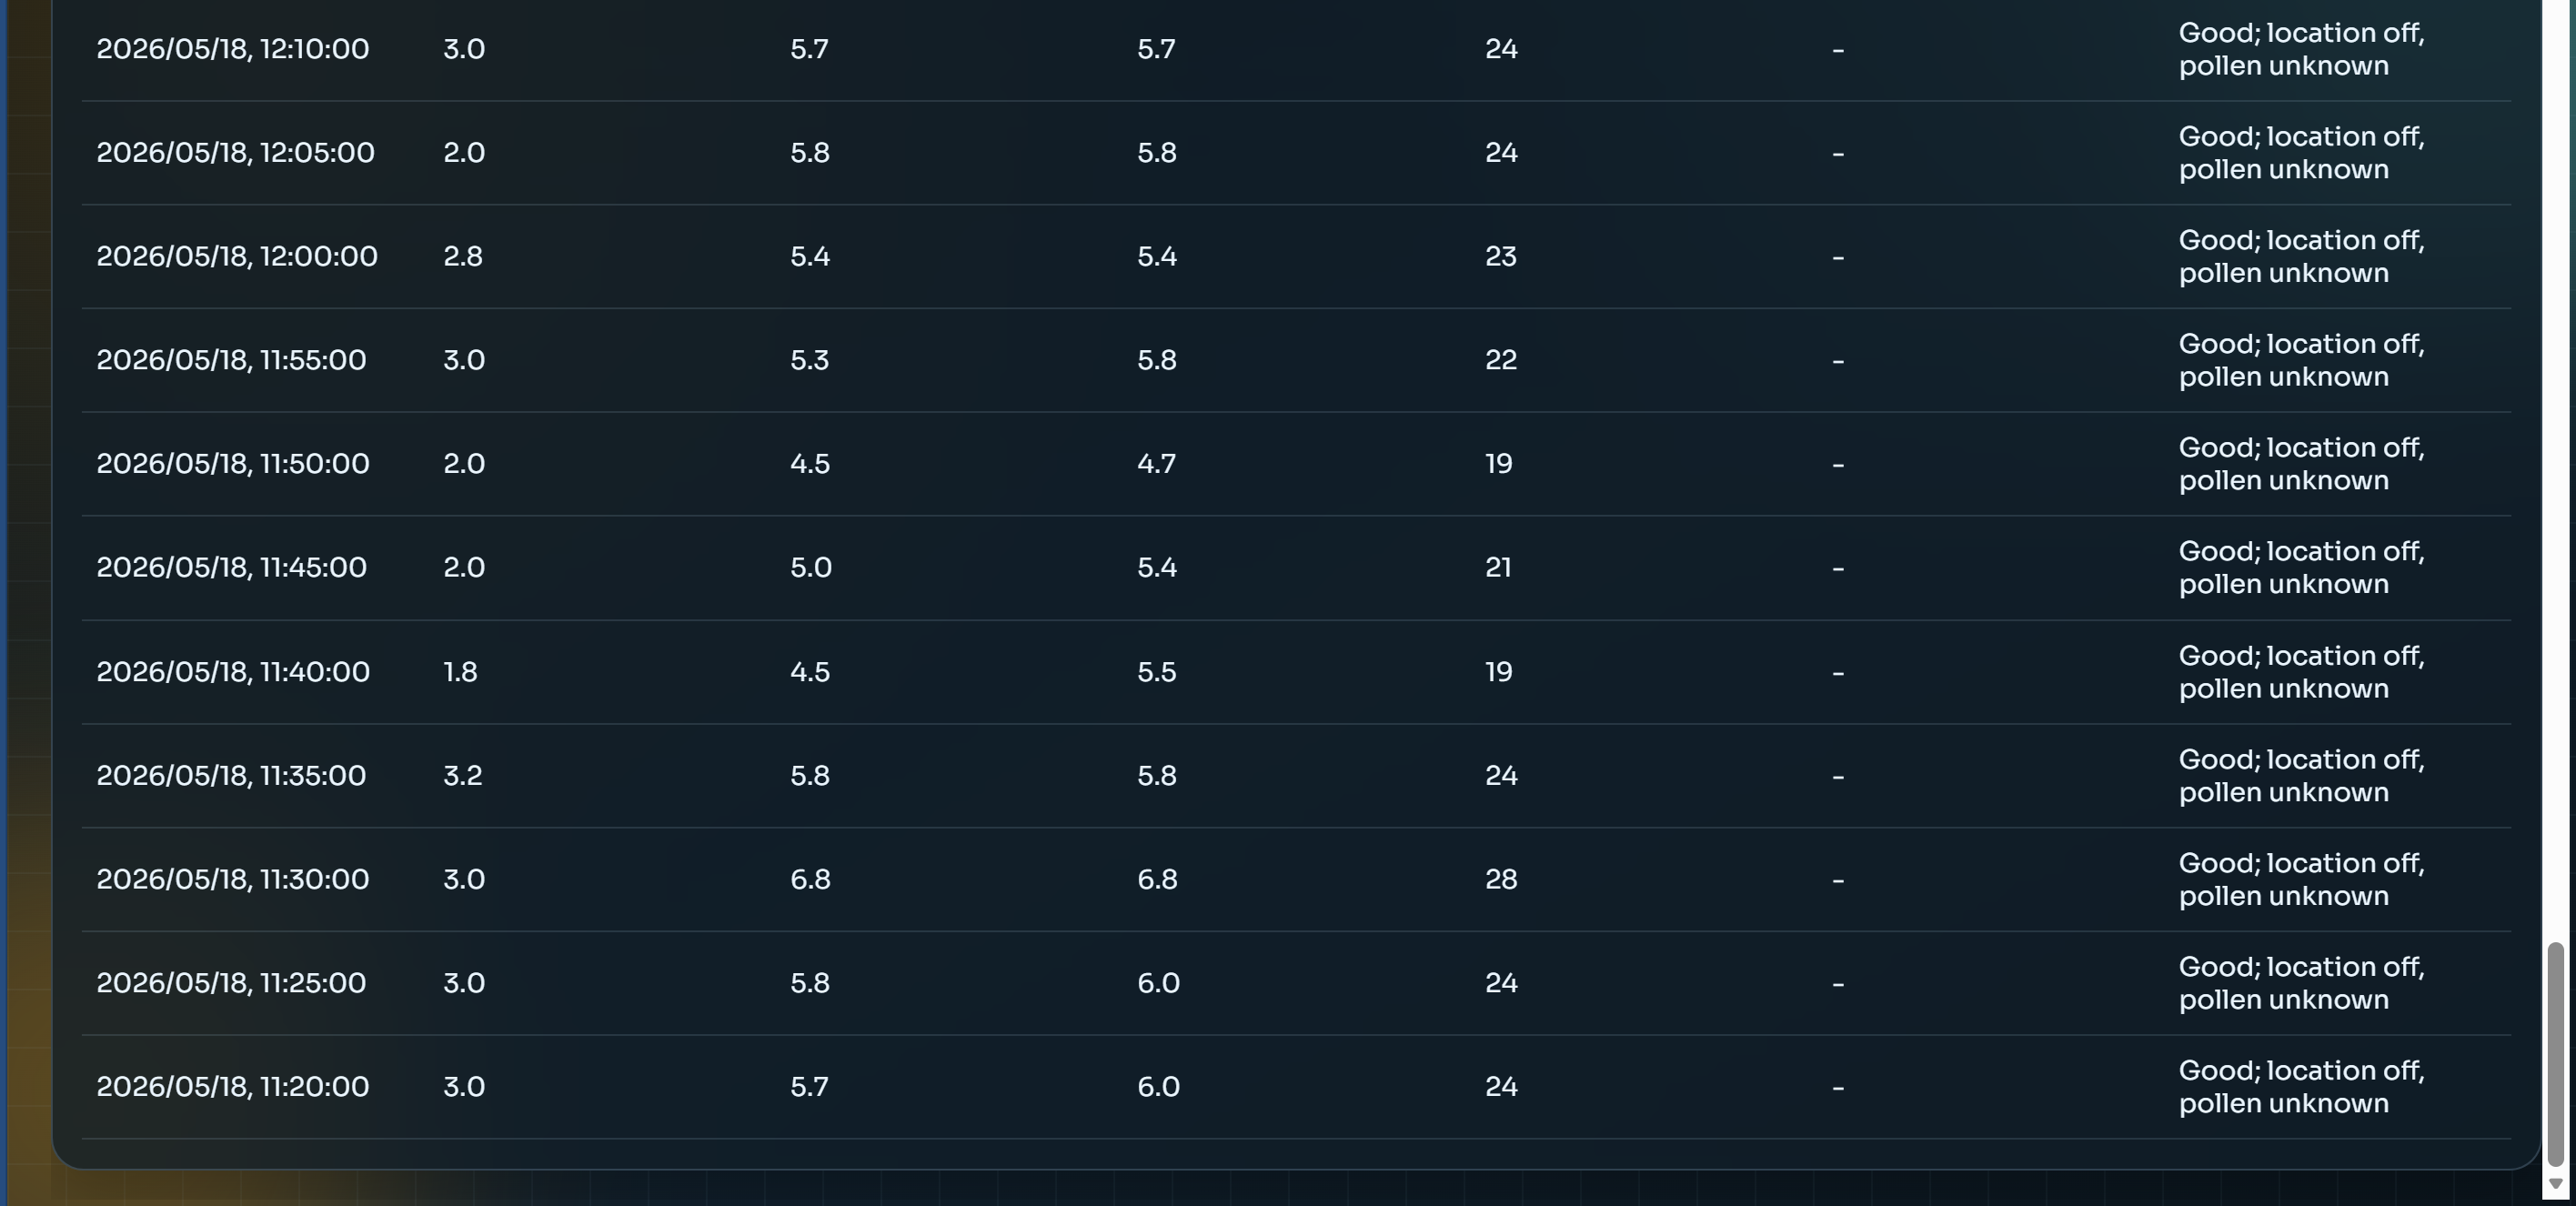 2026/05/18, 12:10:00 3.0 5.7 5.7 24 - Good; location off,
pollen unknown
2026/05/18, 12:05:00 2.0 5.8 5.8 24 - Good; location off,
pollen unknown
2026/05/18, 12:00:00 2.8 5.4 5.4 23 - Good; location off,
pollen unknown
2026/05/18, 11:55:00 3.0 5.3 5.8 22 - Good; location off,
pollen unknown
2026/05/18, 11:50:00 2.0 4.5 4.7 19 - Good; location off,
pollen unknown
2026/05/18, 11:45:00 2.0 5.0 5.4 21 - Good; location off,
pollen unknown
2026/05/18, 11:40:00 1.8 4.5 5.5 19 - Good; location off,
pollen unknown
2026/05/18, 11:35:00 3.2 5.8 5.8 24 - Good; location off,
pollen unknown
2026/05/18, 11:30:00 3.0 6.8 6.8 28 - Good; location off,
pollen unknown
2026/05/18, 11:25:00 3.0 5.8 6.0 24 - Good; location off,
pollen unknown
2026/05/18, 11:20:00 3.0 5.7 6.0 24 - Good; location off,
pollen unknown